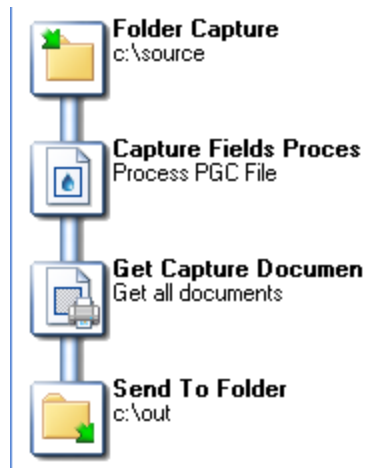 Folder Capture
c:\source
Capture Fields Proces
Process PGC File
Get Capture Documen
Get all documents
Send To Folder
c:\out